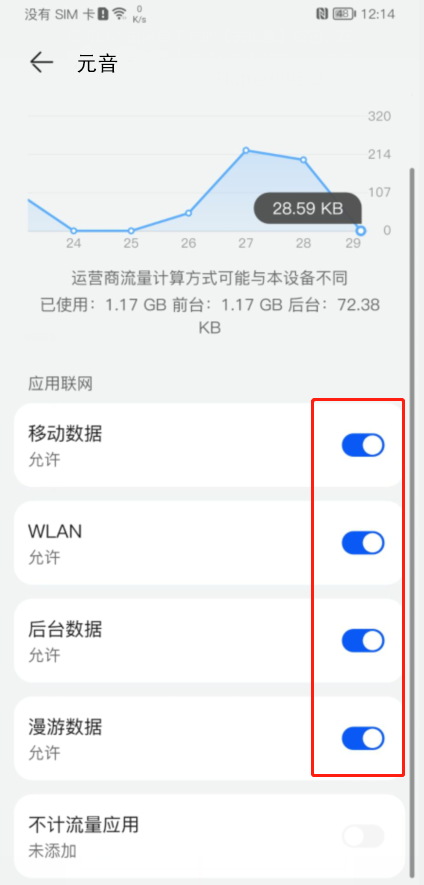 没有 SIM 卡 0 K/s 48 12:14
元音
320
214
107
28.59 KB
0
24 25 26 27 28 29
运营商流量计算方式可能与本设备不同
已使用：1.17 GB 前台：1.17 GB 后台：72.38
KB
应用联网
移动数据
允许
WLAN
允许
后台数据
允许
漫游数据
允许
不计流量应用
未添加